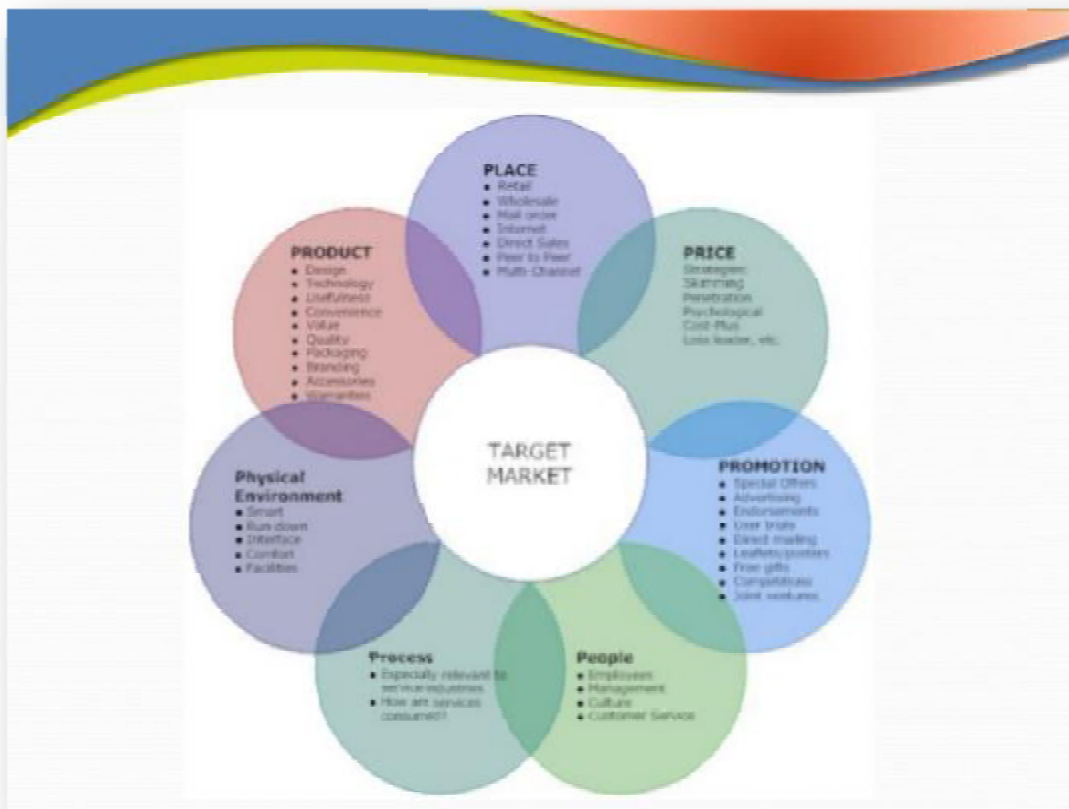 PLACE
• Retail
• Wholesale
• Mail order
• Internet
• Direct Sales
• Peer to Peer
• Multi-Channel
PRICE
Strategies:
Skimming
Penetration
Psychological
Cost-Plus
Loss leader, etc.
PROMOTION
• Special Offers
• Advertising
• Endorsements
• User trials
• Direct mailing
• Leaflets/posters
• Free gifts
• Competitions
• Joint ventures
People
• Employees
• Management
• Culture
• Customer Service
Process
• Especially relevant to
service industries
• How are services
consumed?
Physical
Environment
• Smart
• Run down
• Interface
• Comfort
• Facilities
PRODUCT
• Design
• Technology
• Usefulness
• Convenience
• Value
• Quality
• Packaging
• Branding
• Accessories
• Warranties
TARGET
MARKET